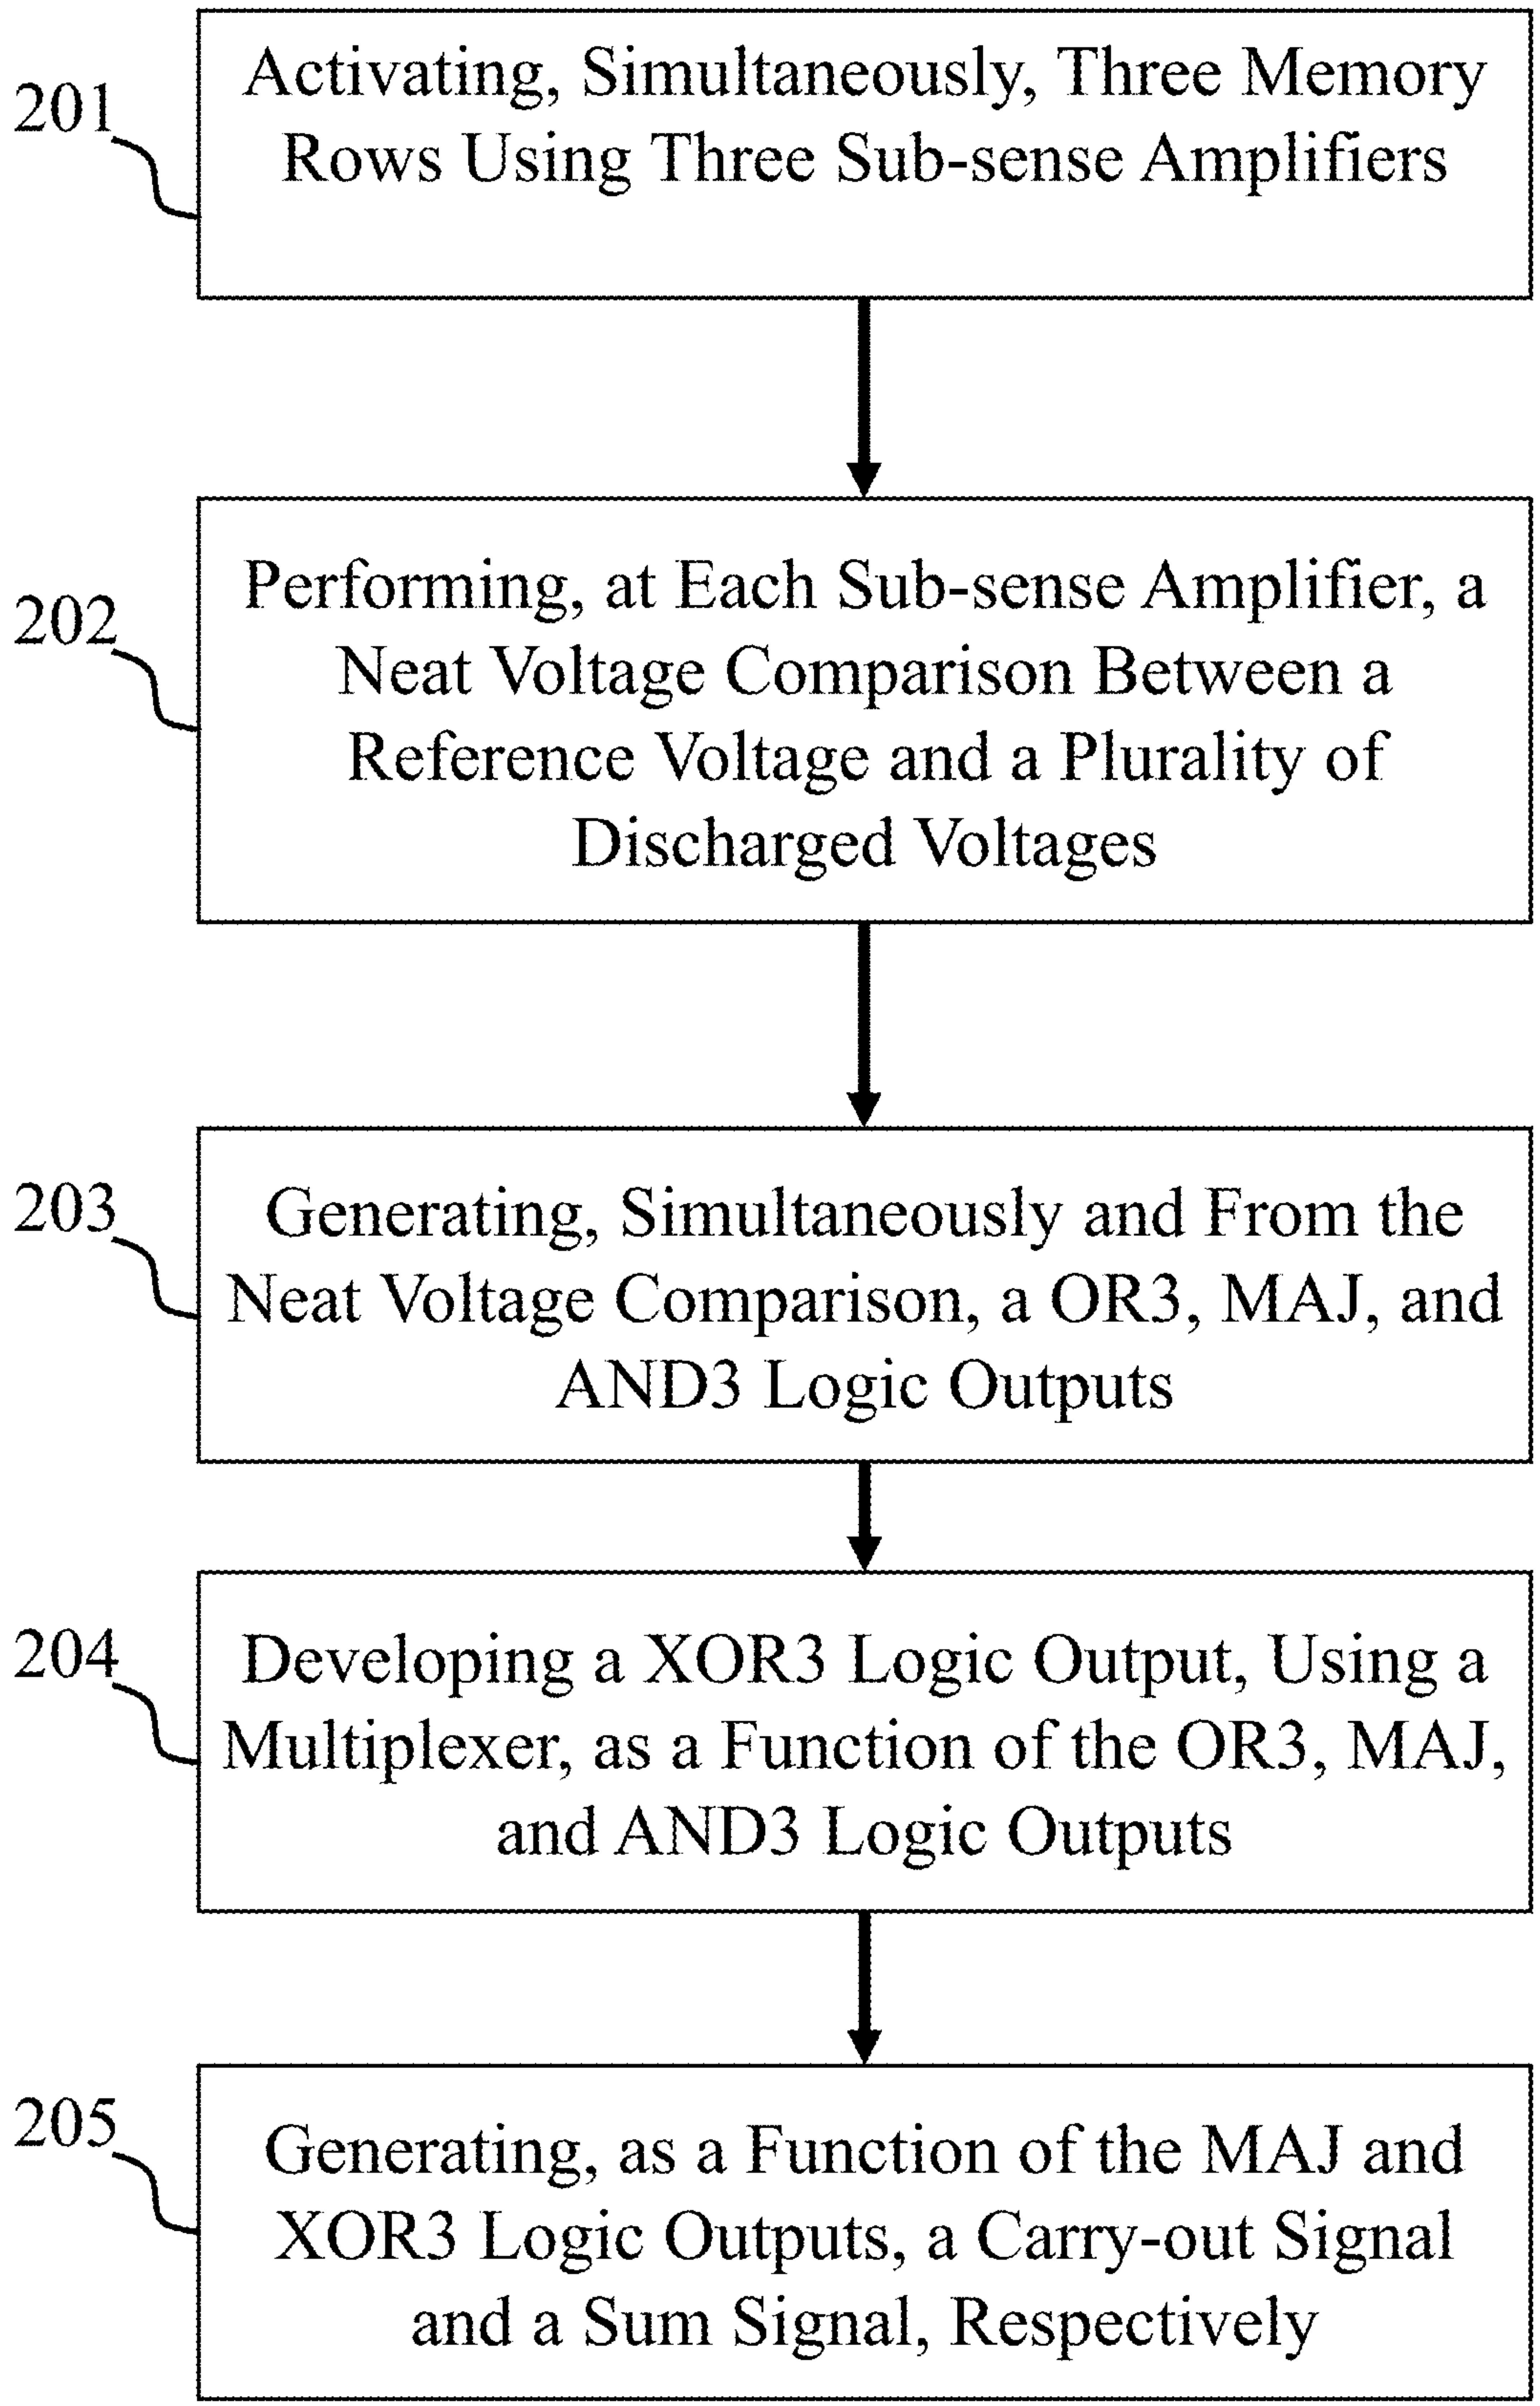 201
Activating, Simultaneously, Three Memory
Rows Using Three Sub-sense Amplifiers
202
Performing, at Each Sub-sense Amplifier, a
Neat Voltage Comparison Between a
Reference Voltage and a Plurality of
Discharged Voltages
203
Generating, Simultaneously and From the
Neat Voltage Comparison, a OR3, MAJ, and
AND3 Logic Outputs
204
Developing a XOR3 Logic Output, Using a
Multiplexer, as a Function of the OR3, MAJ,
and AND3 Logic Outputs
205
Generating, as a Function of the MAJ and
XOR3 Logic Outputs, a Carry-out Signal
and a Sum Signal, Respectively